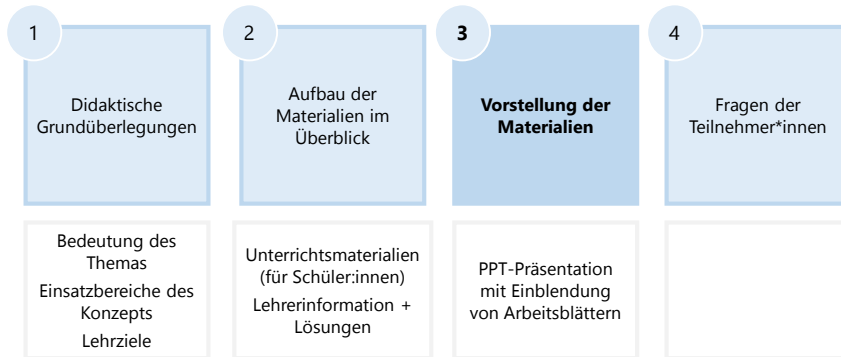 1
Didaktische
Grundüberlegungen
2
Aufbau der
Materialien im
Überblick
3
Vorstellung der
Materialien
4
Fragen der
Teilnehmer*innen
Bedeutung des
Themas
Einsatzbereiche des
Konzepts
Lehrziele
Unterrichtsmaterialien
(für Schüler:innen)
Lehrerinformation +
Lösungen
PPT-Präsentation
mit Einblendung
von Arbeitsblättern